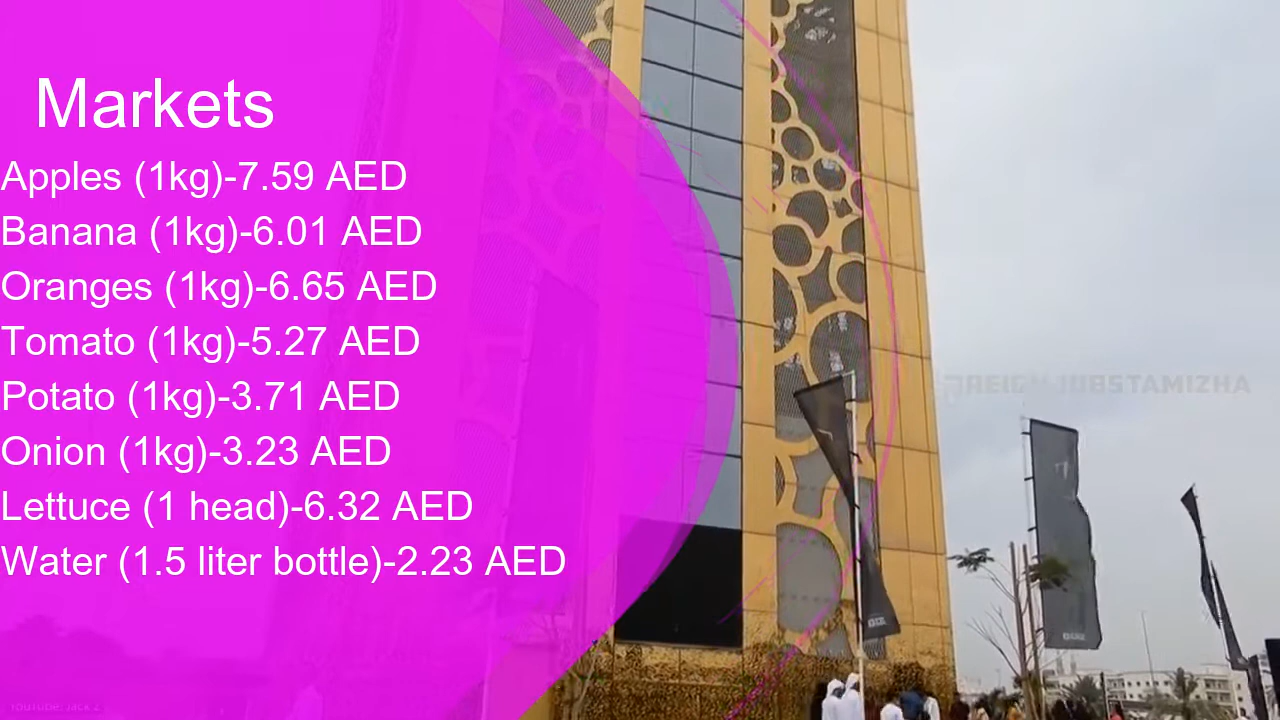 Markets
Apples (1kg)-7.59 AED
Banana (1kg)-6.01 AED
Oranges (1kg)-6.65 AED
Tomato (1kg)-5.27 AED
Potato (1kg)-3.71 AED
Onion (1kg)-3.23 AED
Lettuce (1 head)-6.32 AED
Water (1.5 liter bottle)-2.23 AED
YouTube: Jack Z